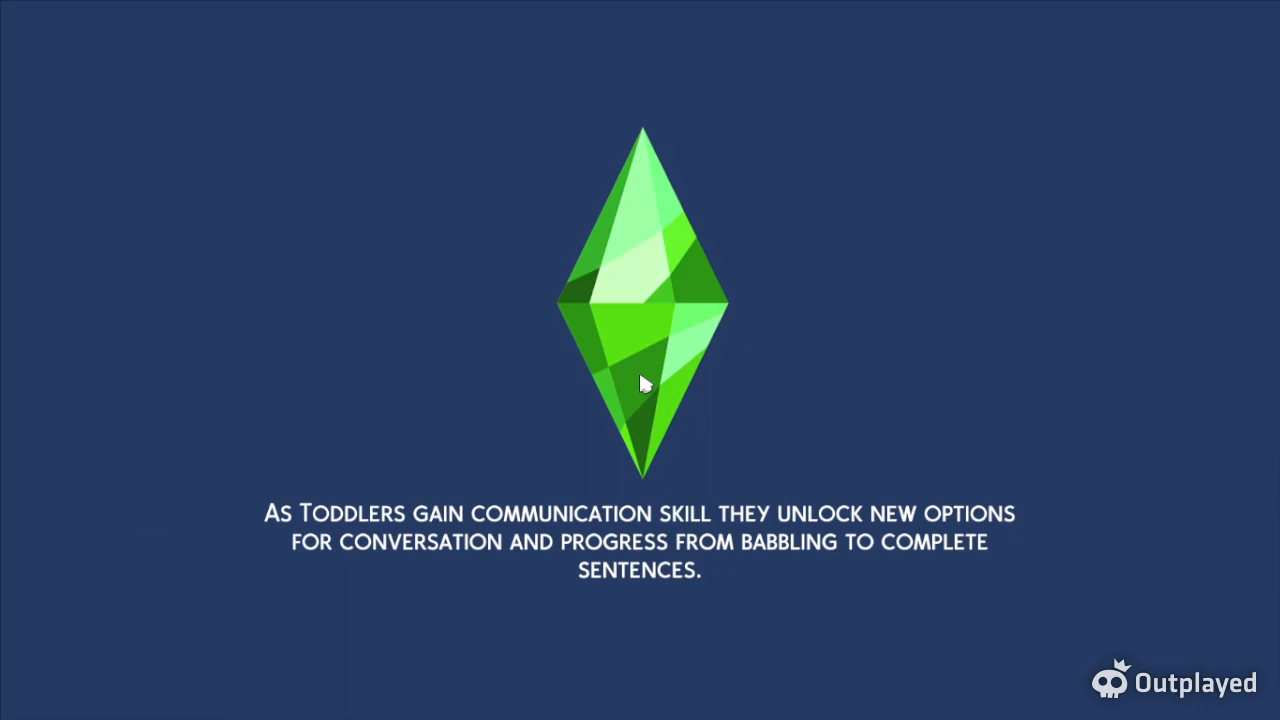 As Toddlers gain communication skill they unlock new options
for conversation and progress from babbling to complete
sentences.
Outplayed